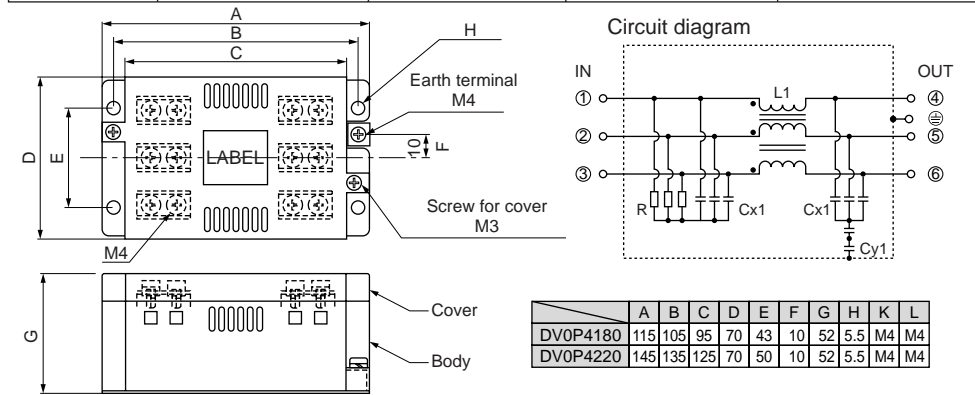 A
B
C
H
Earth terminal
M4
D
E
10
F
LABEL
Screw for cover
M3
M4
G
Cover
Body
Circuit diagram
IN
OUT
L1
①
④
②
⑤
③
⑥
R
Cx1
Cx1
Cy1
A B C D E F G H K L
DV0P4180 115 105 95 70 43 10 52 5.5 M4 M4
DV0P4220 145 135 125 70 50 10 52 5.5 M4 M4